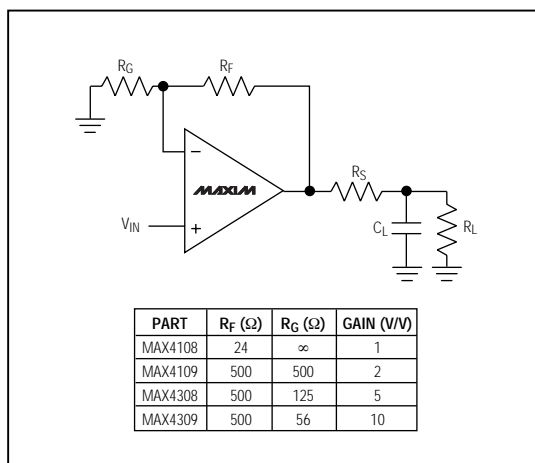 RG
RF
−
MAXIM
+
VIN
RS
CL
RL
PART RF (Ω) RG (Ω) GAIN (V/V)
MAX4108 24 ∞ 1
MAX4109 500 500 2
MAX4308 500 125 5
MAX4309 500 56 10